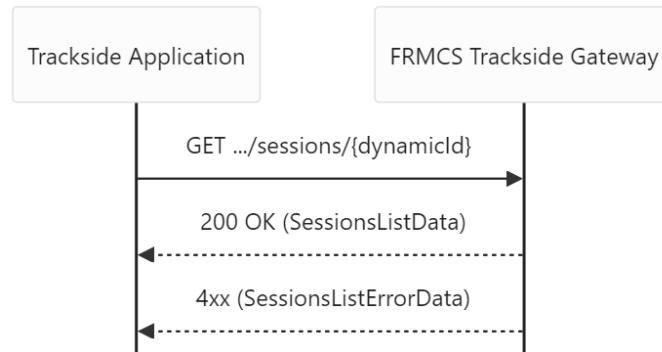 Trackside Application
FRMCS Trackside Gateway
GET .../sessions/{dynamicId}
200 OK (SessionsListData)
4xx (SessionsListErrorData)